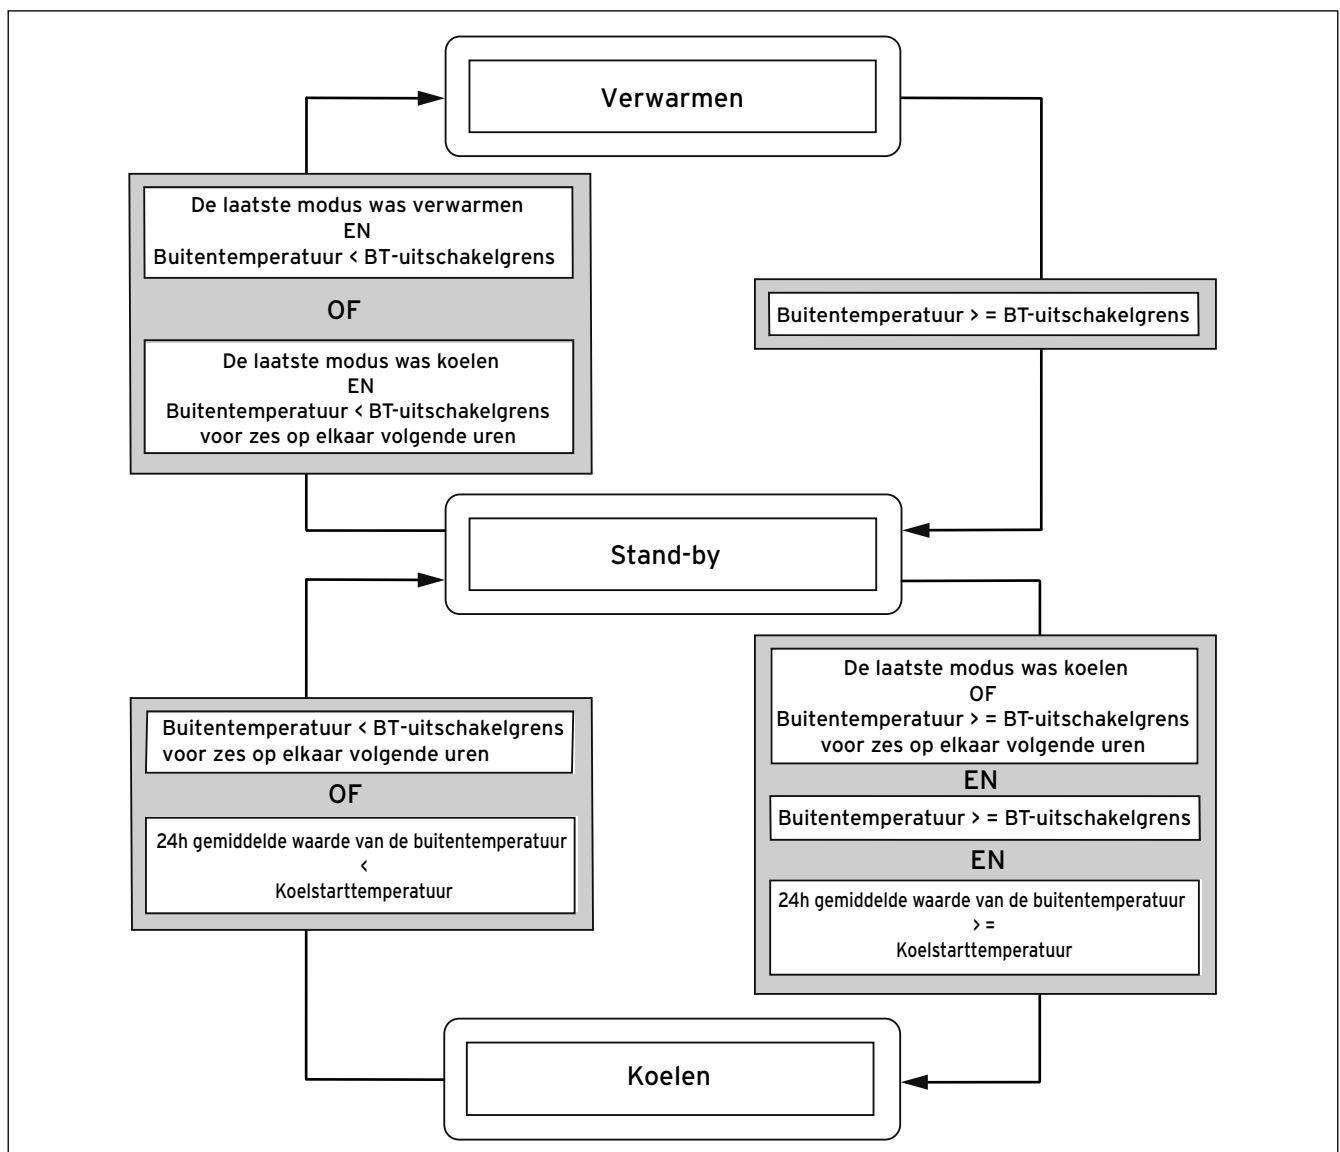 Verwarmen
De laatste modus was verwarmen
EN
Buitentemperatuur < BT-uitschakelgrens
OF
De laatste modus was koelen
EN
Buitentemperatuur < BT-uitschakelgrens
voor zes op elkaar volgende uren
Buitentemperatuur > = BT-uitschakelgrens
Stand-by
Buitentemperatuur < BT-uitschakelgrens
voor zes op elkaar volgende uren
OF
24h gemiddelde waarde van de buitentemperatuur
<
Koelstarttemperatuur
De laatste modus was koelen
OF
Buitentemperatuur > = BT-uitschakelgrens
voor zes op elkaar volgende uren
EN
Buitentemperatuur > = BT-uitschakelgrens
EN
24h gemiddelde waarde van de buitentemperatuur
> =
Koelstarttemperatuur
Koelen